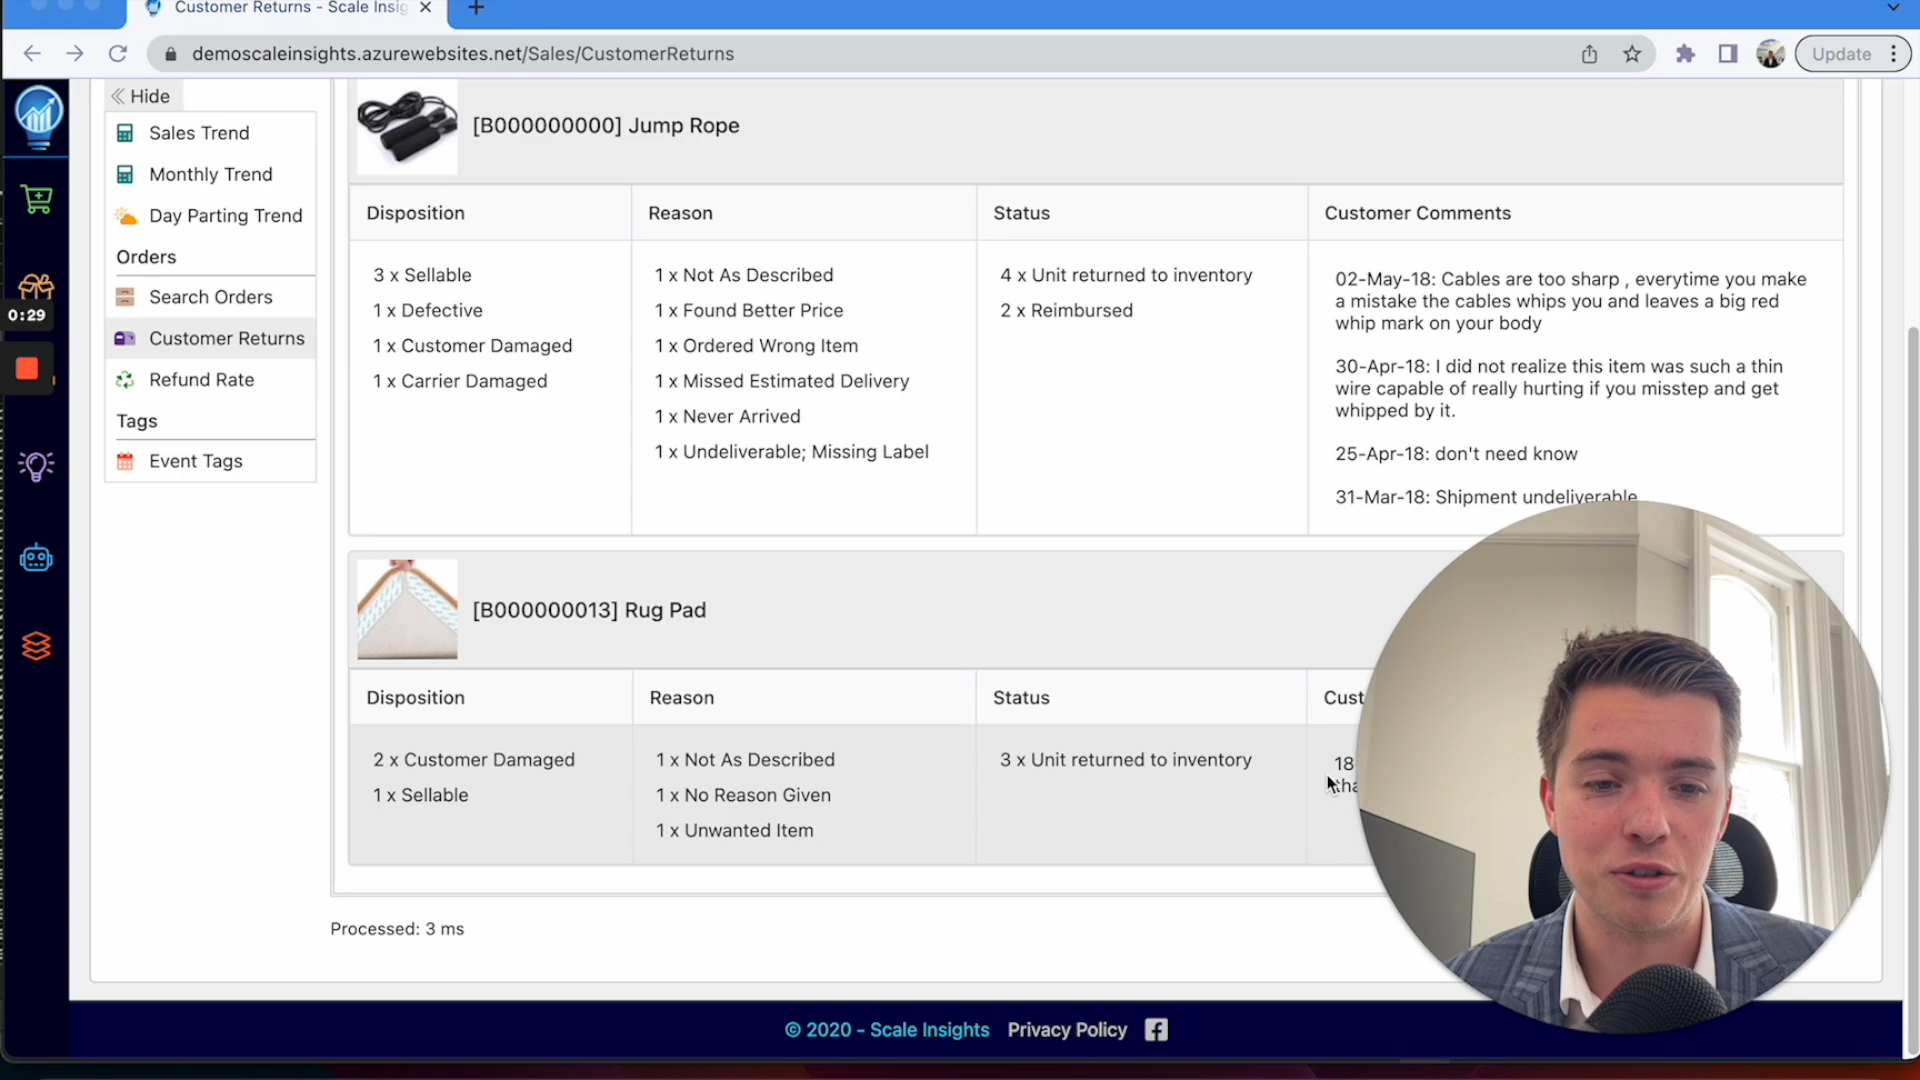 Customer Returns - Scale Insig
demoscaleinsights.azurewebsites.net/Sales/CustomerReturns
Update
Hide
Sales Trend
Monthly Trend
Day Parting Trend
Orders
Search Orders
Customer Returns
Refund Rate
Tags
Event Tags
0:29
[B000000000] Jump Rope
Disposition
Reason
Status
Customer Comments
3 x Sellable
1 x Defective
1 x Customer Damaged
1 x Carrier Damaged
1 x Not As Described
1 x Found Better Price
1 x Ordered Wrong Item
1 x Missed Estimated Delivery
1 x Never Arrived
1 x Undeliverable; Missing Label
4 x Unit returned to inventory
2 x Reimbursed
02-May-18: Cables are too sharp , everytime you make
a mistake the cables whips you and leaves a big red
whip mark on your body
30-Apr-18: I did not realize this item was such a thin
wire capable of really hurting if you misstep and get
whipped by it.
25-Apr-18: don't need know
31-Mar-18: Shipment undeliverable
[B000000013] Rug Pad
Disposition
Reason
Status
Cust
2 x Customer Damaged
1 x Sellable
1 x Not As Described
1 x No Reason Given
1 x Unwanted Item
3 x Unit returned to inventory
18
tha
Processed: 3 ms
© 2020 - Scale Insights
Privacy Policy